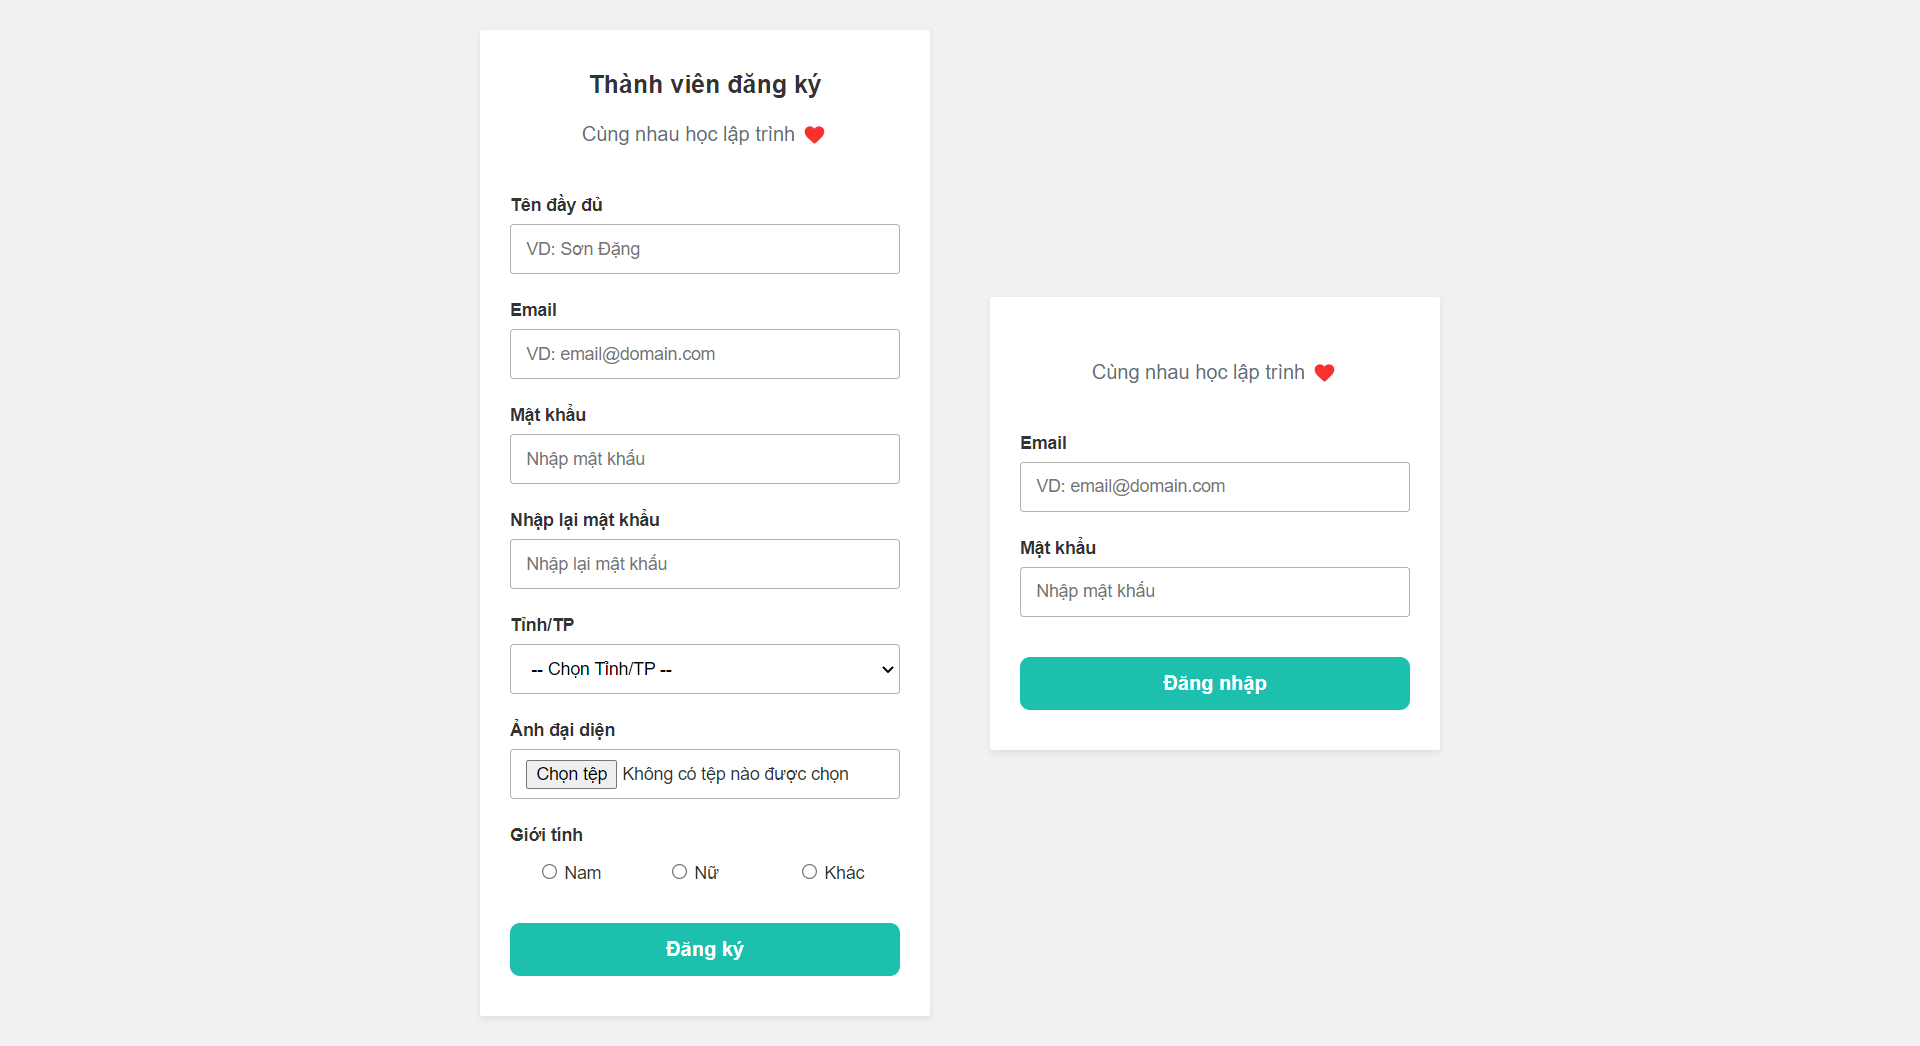 Thành viên đăng ký
Cùng nhau học lập trình ❤️
Tên đầy đủ
VD: Sơn Đặng
Email
VD: email@domain.com
Mật khẩu
Nhập mật khẩu
Nhập lại mật khẩu
Nhập lại mật khẩu
Tỉnh/TP
-- Chọn Tỉnh/TP --
Ảnh đại diện
Chọn tệp Không có tệp nào được chọn
Giới tính
Nam Nữ Khác
Đăng ký
Cùng nhau học lập trình ❤️
Email
VD: email@domain.com
Mật khẩu
Nhập mật khẩu
Đăng nhập